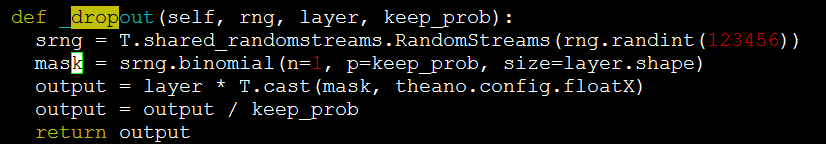 def _dropout(self, rng, layer, keep_prob):
  srng = T.shared_randomstreams.RandomStreams(rng.randint(123456))
  mask = srng.binomial(n=1, p=keep_prob, size=layer.shape)
  output = layer * T.cast(mask, theano.config.floatX)
  output = output / keep_prob
  return output